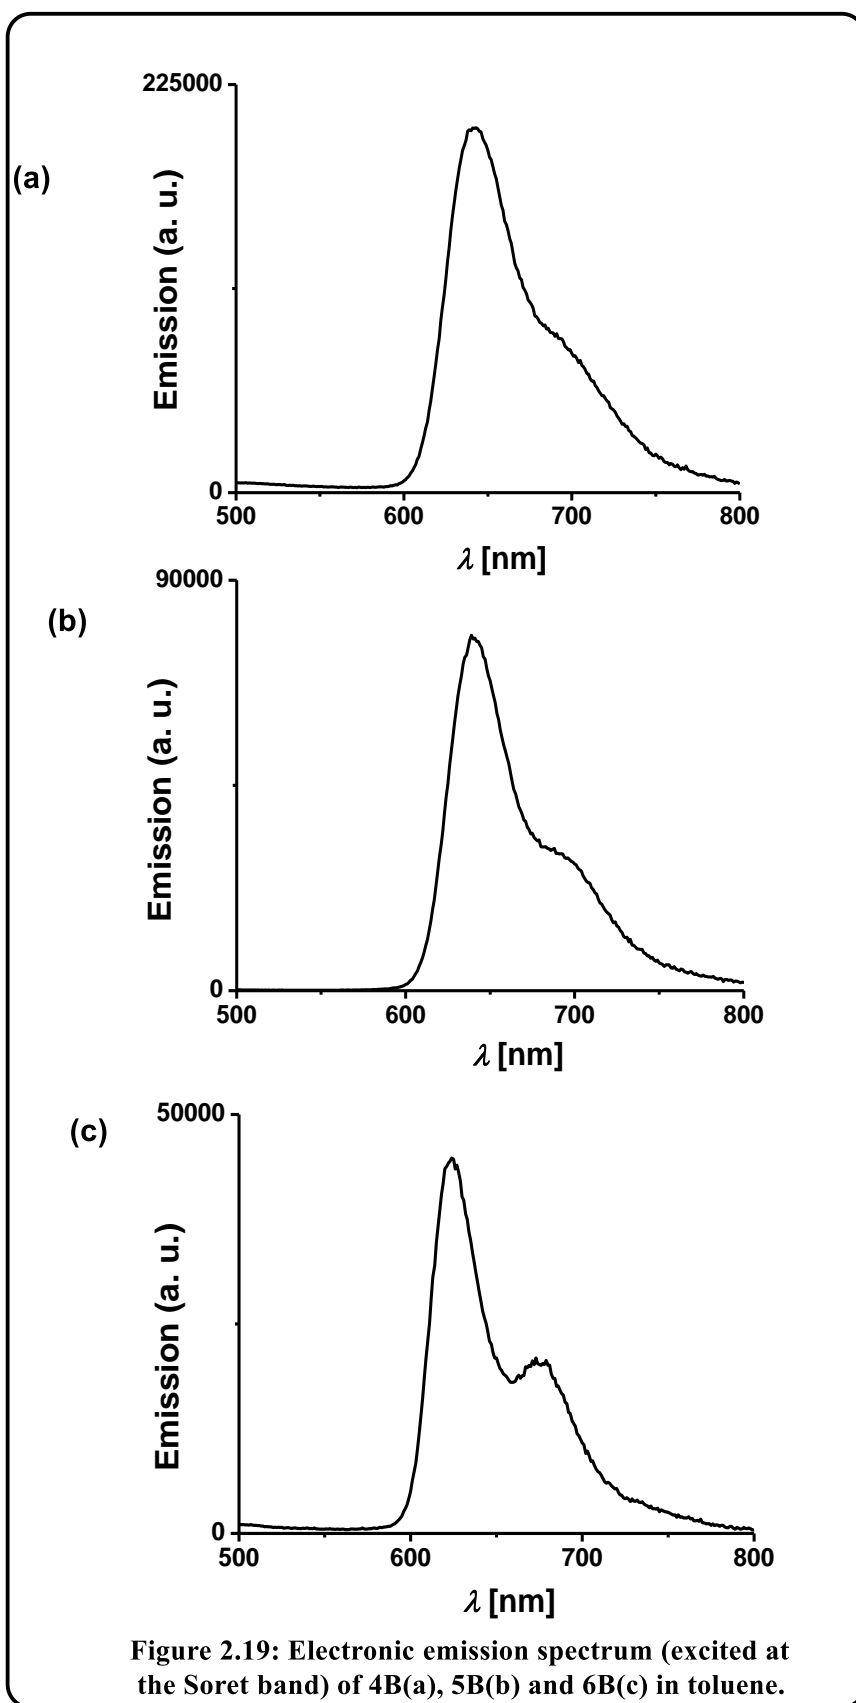 225000
(a)
Emission (a. u.)
0
500 600 700 800
λ [nm]
90000
(b)
Emission (a. u.)
0
500 600 700 800
λ [nm]
50000
(c)
Emission (a. u.)
0
500 600 700 800
λ [nm]
Figure 2.19: Electronic emission spectrum (excited at
the Soret band) of 4B(a), 5B(b) and 6B(c) in toluene.